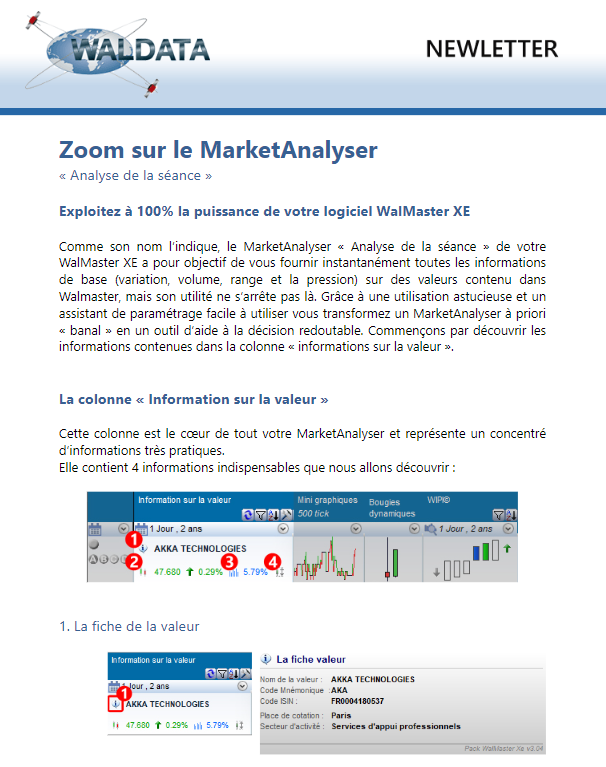 WALDATA
NEWLETTER
Zoom sur le MarketAnalyser
« Analyse de la séance »
Exploitez à 100% la puissance de votre logiciel WalMaster XE
Comme son nom l'indique, le MarketAnalyser « Analyse de la séance » de votre
WalMaster XE a pour objectif de vous fournir instantanément toutes les informations
de base (variation, volume, range et la pression) sur des valeurs contenu dans
Walmaster, mais son utilité ne s'arrête pas là. Grâce à une utilisation astucieuse et un
assistant de paramétrage facile à utiliser vous transformez un MarketAnalyser à priori
« banal » en un outil d'aide à la décision redoutable. Commençons par découvrir les
informations contenues dans la colonne « informations sur la valeur ».
La colonne « Information sur la valeur »
Cette colonne est le cœur de tout votre MarketAnalyser et représente un concentré
d'informations très pratiques.
Elle contient 4 informations indispensables que nous allons découvrir :
Information sur la valeur
Mini graphiques
500 tick
Bougies
dynamiques
WIPI©
1 Jour , 2 ans
1 Jour , 2 ans
1
AKKA TECHNOLOGIES
A B
2
3
4
47.680 0.29% 5.79%
1. La fiche de la valeur
Information sur la valeur
jour , 2 ans
1
AKKA TECHNOLOGIES
47.680 0.29% 5.79%
La fiche valeur
Nom de la valeur : AKKA TECHNOLOGIES
Code Mnémonique : AKA
Code ISIN : FR0004180537
Place de cotation : Paris
Secteur d'activité : Services d'appui professionnels
Pack WalMaster Xe v3.04